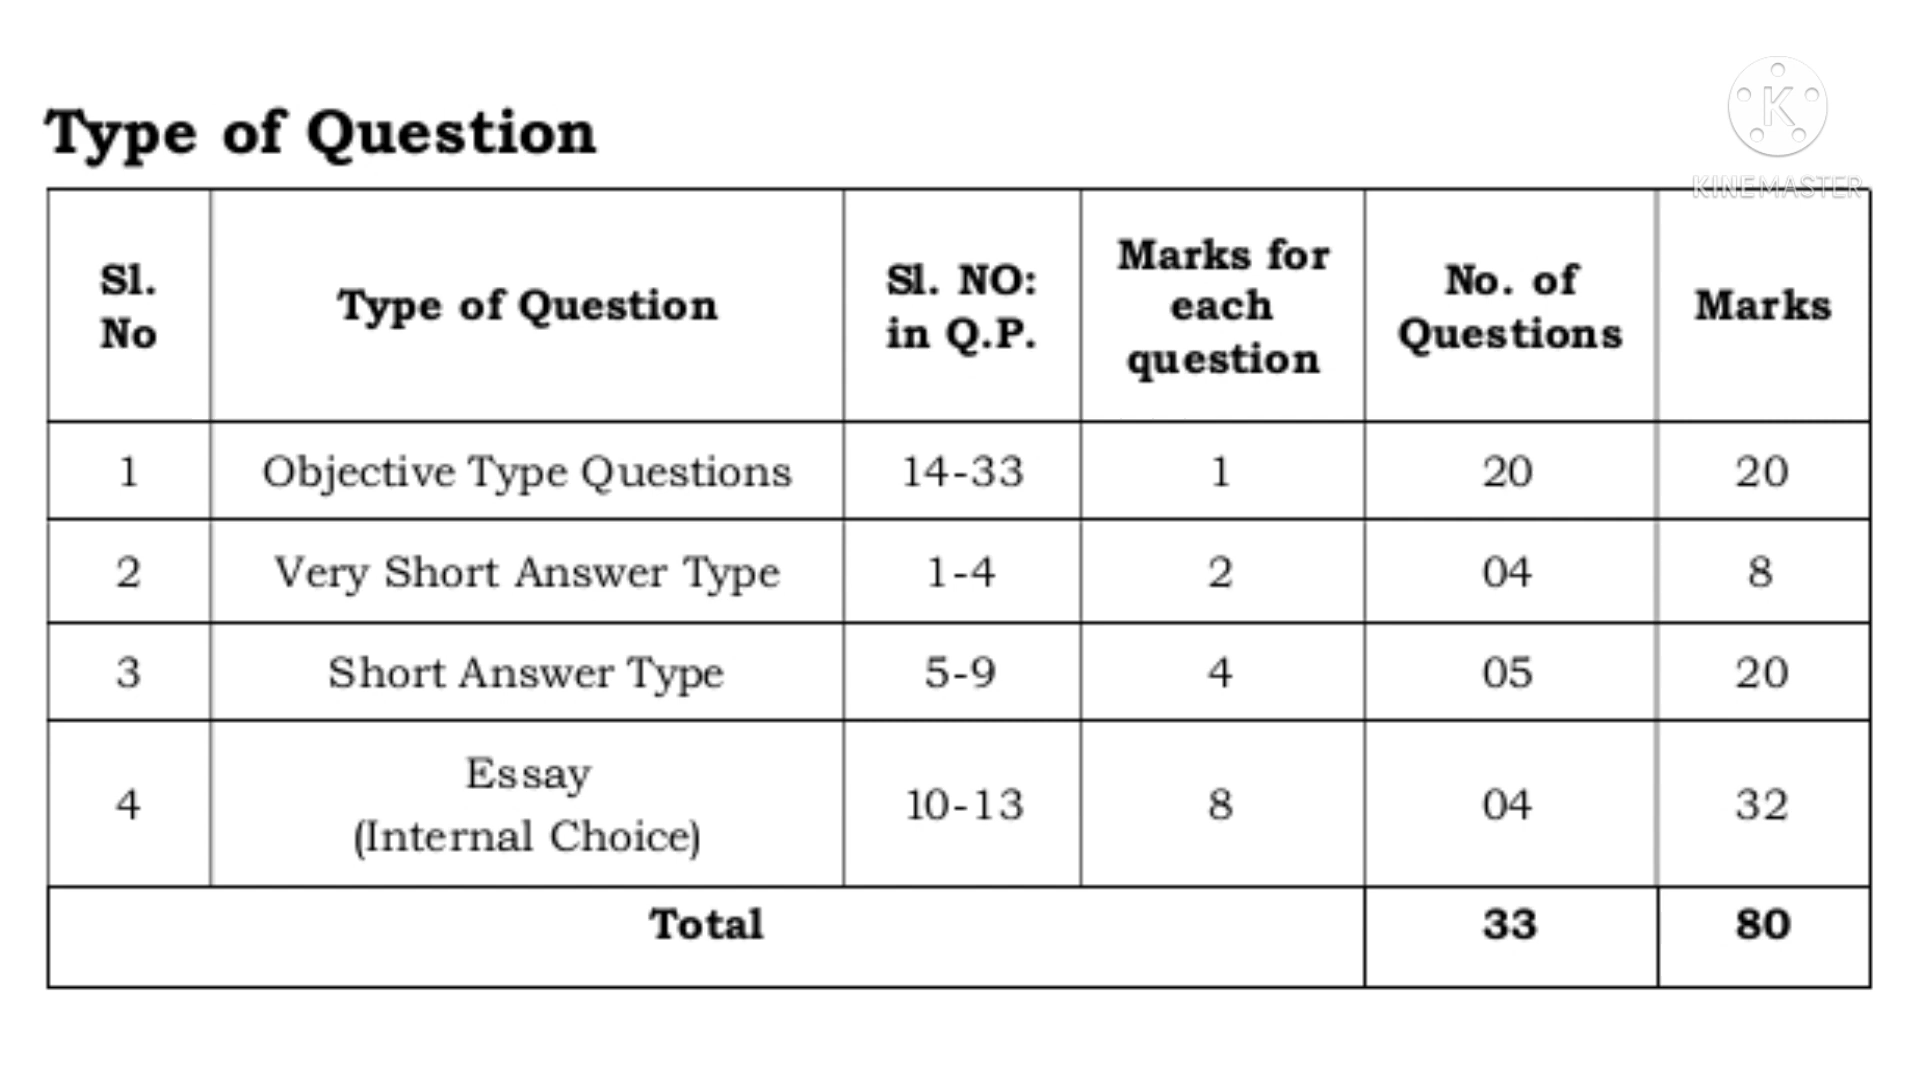 K
KINEMASTER
Type of Question
Sl. No	Type of Question	Sl. NO: in Q.P.	Marks for each question	No. of Questions	Marks
1	Objective Type Questions	14-33	1	20	20
2	Very Short Answer Type	1-4	2	04	8
3	Short Answer Type	5-9	4	05	20
4	Essay (Internal Choice)	10-13	8	04	32
Total	33	80